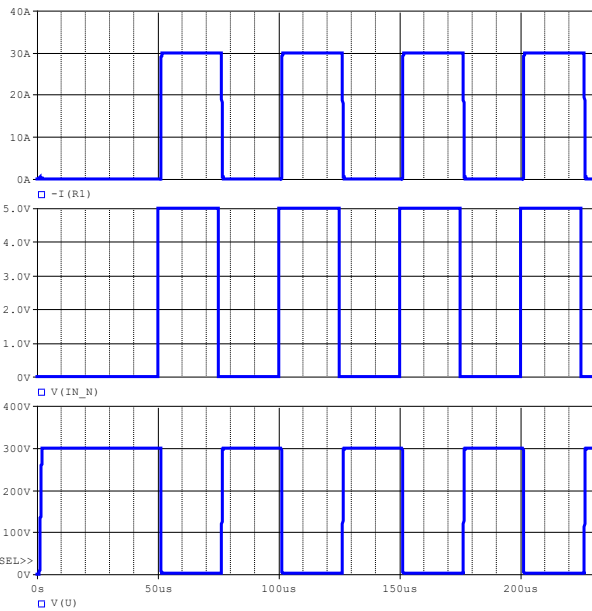 40A
30A
20A
10A
0A
-I(R1)
5.0V
4.0V
3.0V
2.0V
1.0V
0V
V(IN_N)
400V
300V
200V
100V
SEL>>
0V
0s 50us 100us 150us 200us
V(U)